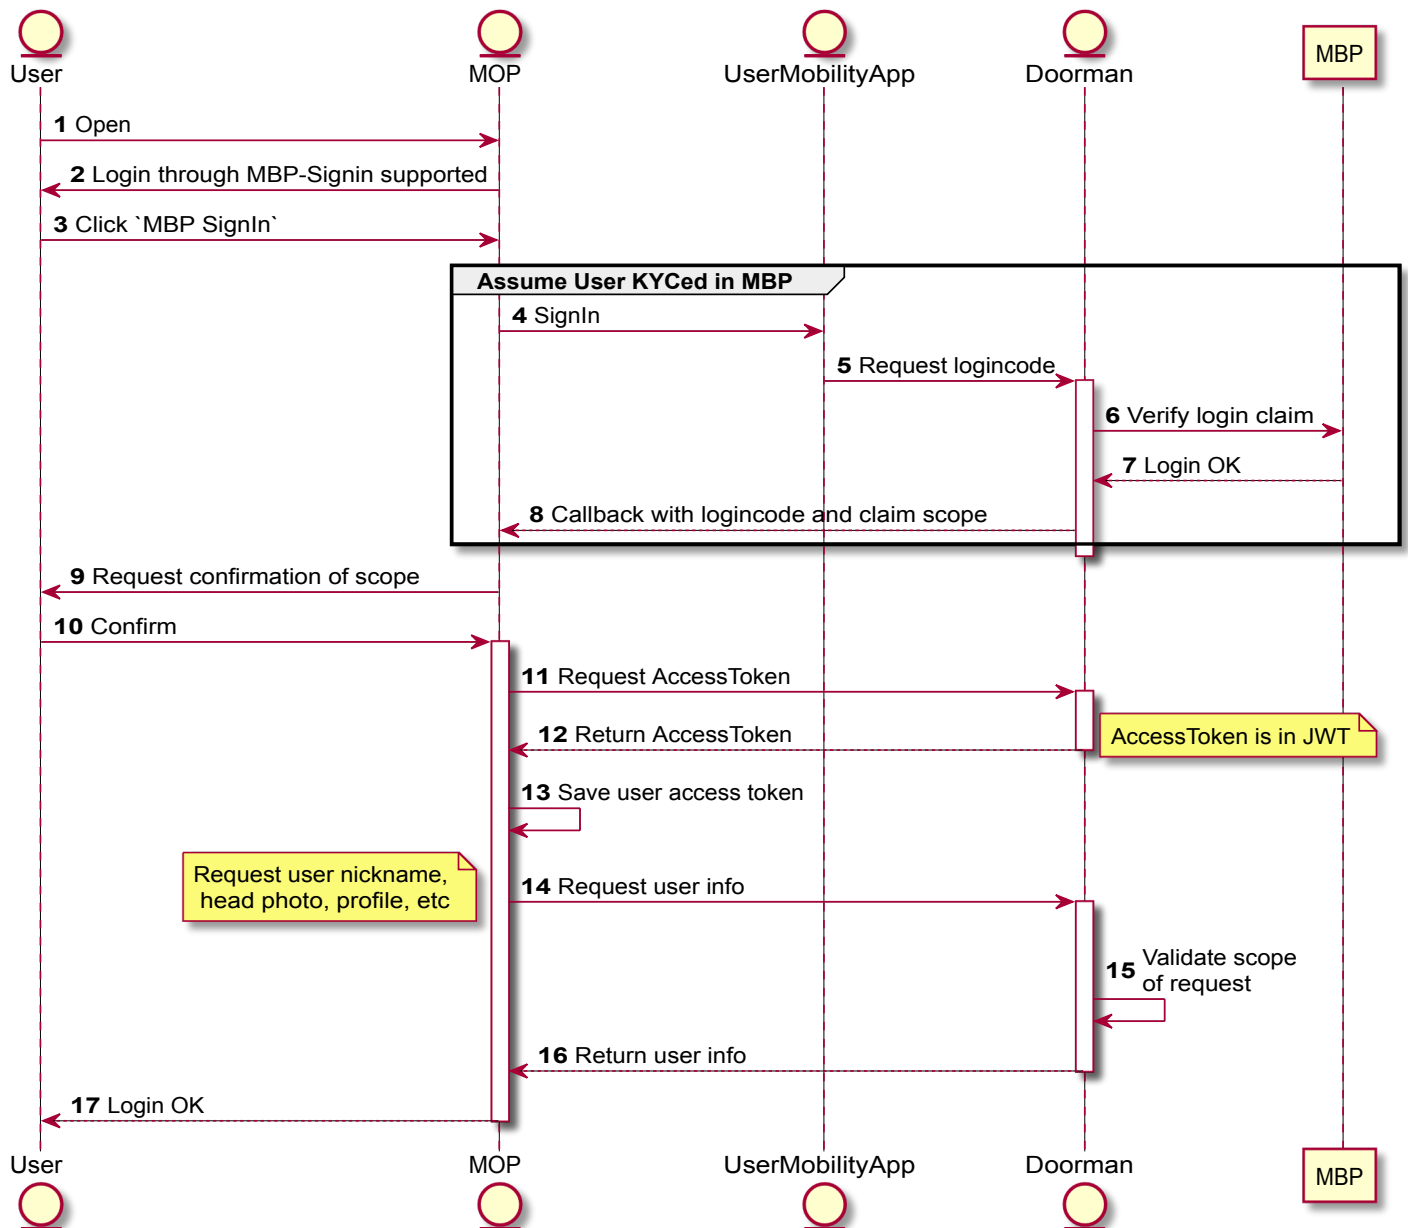 User
MOP
UserMobilityApp
Doorman
MBP
1 Open
2 Login through MBP-Signin supported
3 Click `MBP SignIn`
Assume User KYCed in MBP
4 SignIn
5 Request logincode
6 Verify login claim
7 Login OK
8 Callback with logincode and claim scope
9 Request confirmation of scope
10 Confirm
11 Request AccessToken
12 Return AccessToken
AccessToken is in JWT
13 Save user access token
Request user nickname,
head photo, profile, etc
14 Request user info
15 Validate scope
of request
16 Return user info
17 Login OK
User
MOP
UserMobilityApp
Doorman
MBP